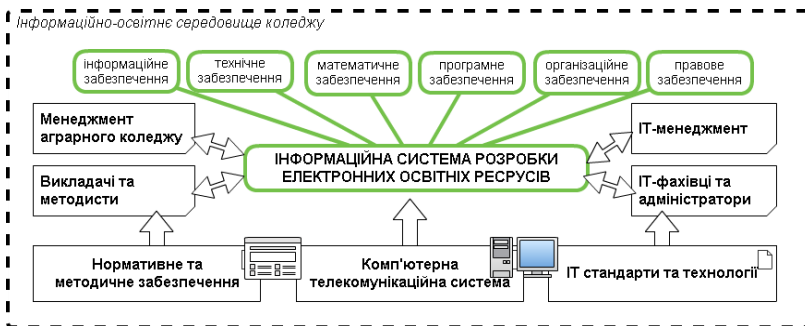 Інформаційно-освітнє середовище коледжу
інформаційне
забезпечення
технічне
забезпечення
математичне
забезпечення
програмне
забезпечення
організаційне
забезпечення
правове
забезпечення
Менеджмент
аграрного коледжу
ІТ-менеджмент
ІНФОРМАЦІЙНА СИСТЕМА РОЗРОБКИ
ЕЛЕКТРОННИХ ОСВІТНІХ РЕСРУСІВ
Викладачі та
методисти
ІТ-фахівці та
адміністратори
Нормативне та
методичне забезпечення
Комп'ютерна
телекомунікаційна система
ІТ стандарти та технології